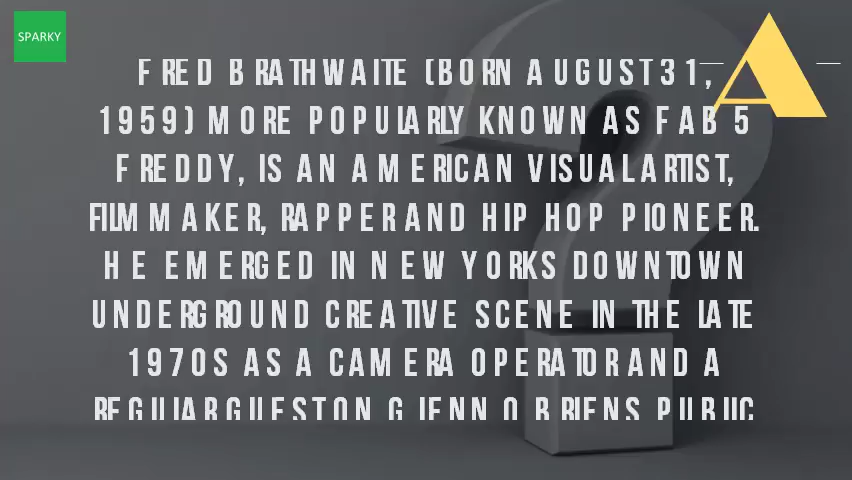 SPARKY
FRED BRATHWAITE (BORN AUGUST 31,
1959) MORE POPULARLY KNOWN AS FAB 5
FREDDY, IS AN AMERICAN VISUAL ARTIST,
FILMMAKER, RAPPER AND HIP HOP PIONEER.
HE EMERGED IN NEW YORKS DOWNTOWN
UNDERGROUND CREATIVE SCENE IN THE LATE
1970S AS A CAMERA OPERATOR AND A
REGULAR GUEST ON GLENN O BRIENS PUBLIC
A